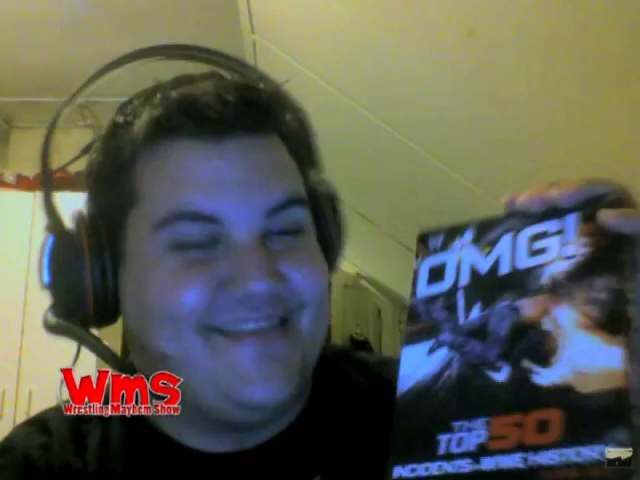 OMG!
THE
TOP 50
INCIDENTS IN WWE HISTORY
WmS
Wrestling Mayhem Show